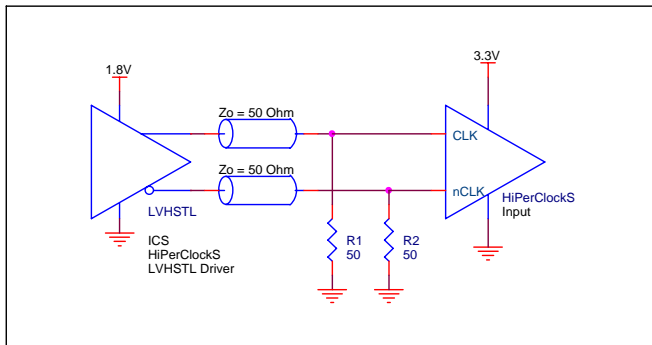 1.8V
3.3V
Zo = 50 Ohm
CLK
Zo = 50 Ohm
nCLK
HiPerClockS
Input
LVHSTL
ICS
HiPerClockS
LVHSTL Driver
R1
50
R2
50